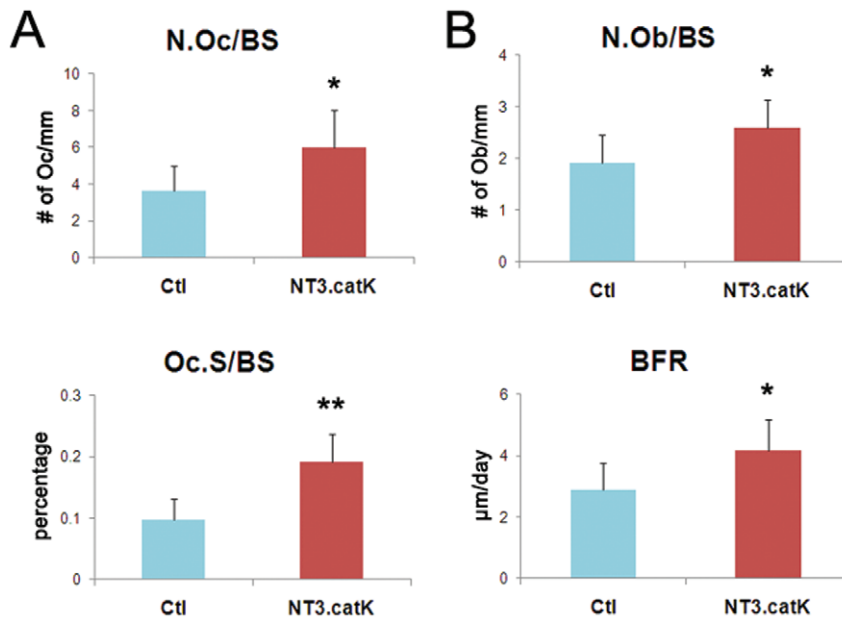 A
N.Oc/BS
# of Oc/mm
10
8
6
4
2
0
*
Ctl
NT3.catK
B
N.Ob/BS
# of Ob/mm
4
3
2
1
0
*
Ctl
NT3.catK
Oc.S/BS
percentage
0.3
0.2
0.1
0
**
Ctl
NT3.catK
BFR
µm/day
6
4
2
0
*
Ctl
NT3.catK